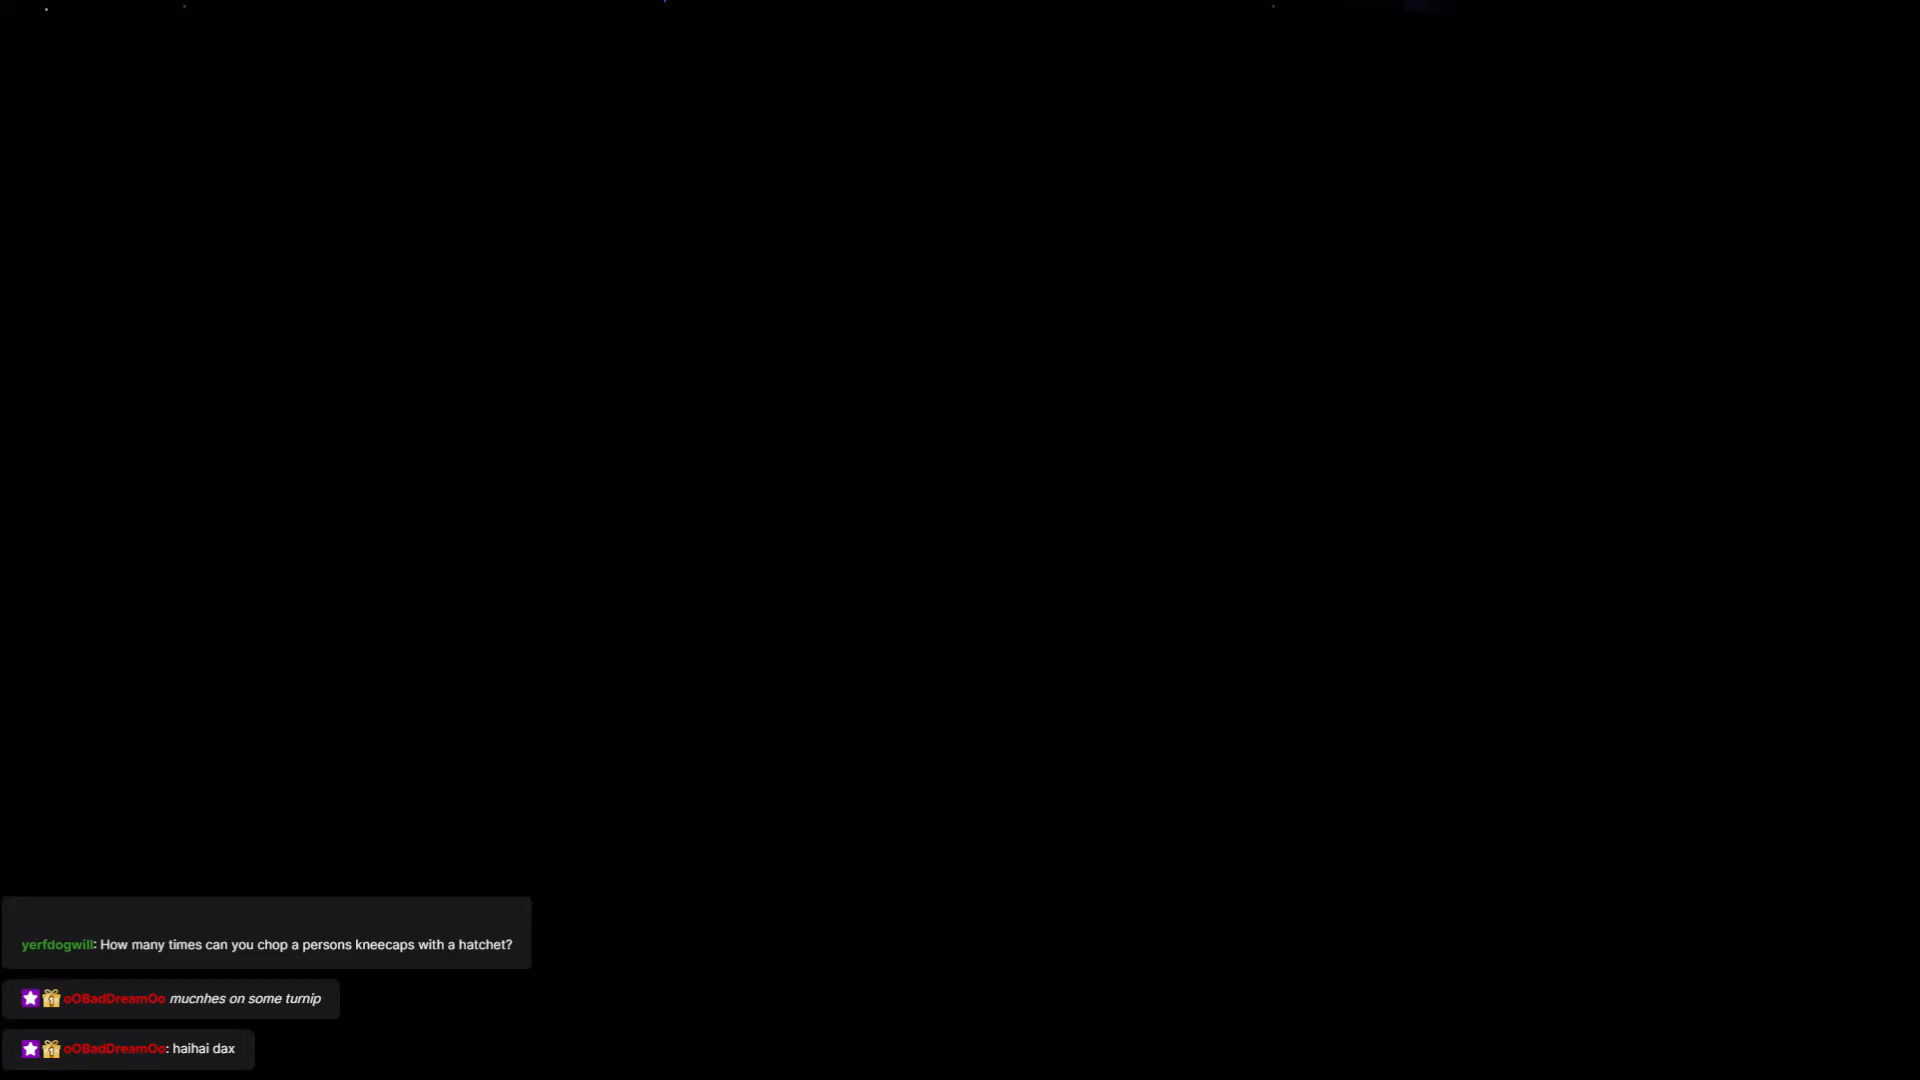 yerfdogwill: How many times can you chop a persons kneecaps with a hatchet?
oOBadDreamOo mucnhes on some turnip
oOBadDreamOo: haihai dax